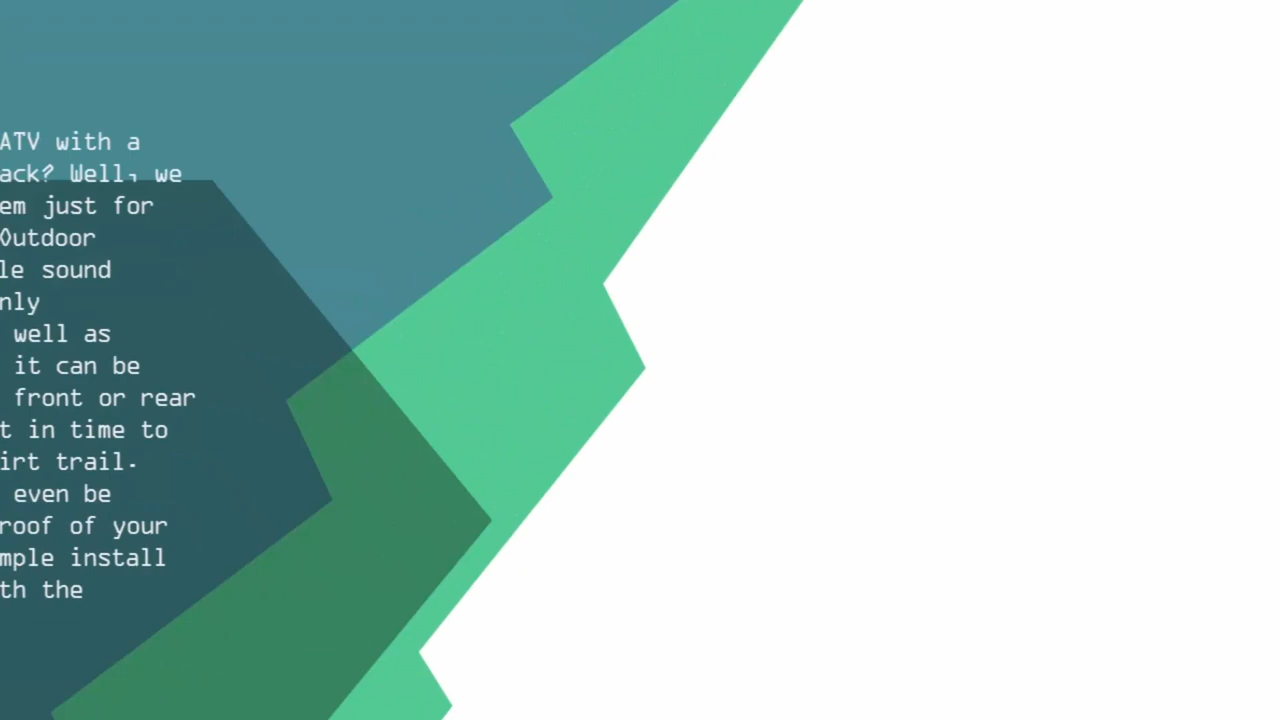 ATV with a
ack? Well, we
em just for
Outdoor
le sound
nly
well as
it can be
front or rear
t in time to
irt trail.
even be
roof of your
mple install
th the